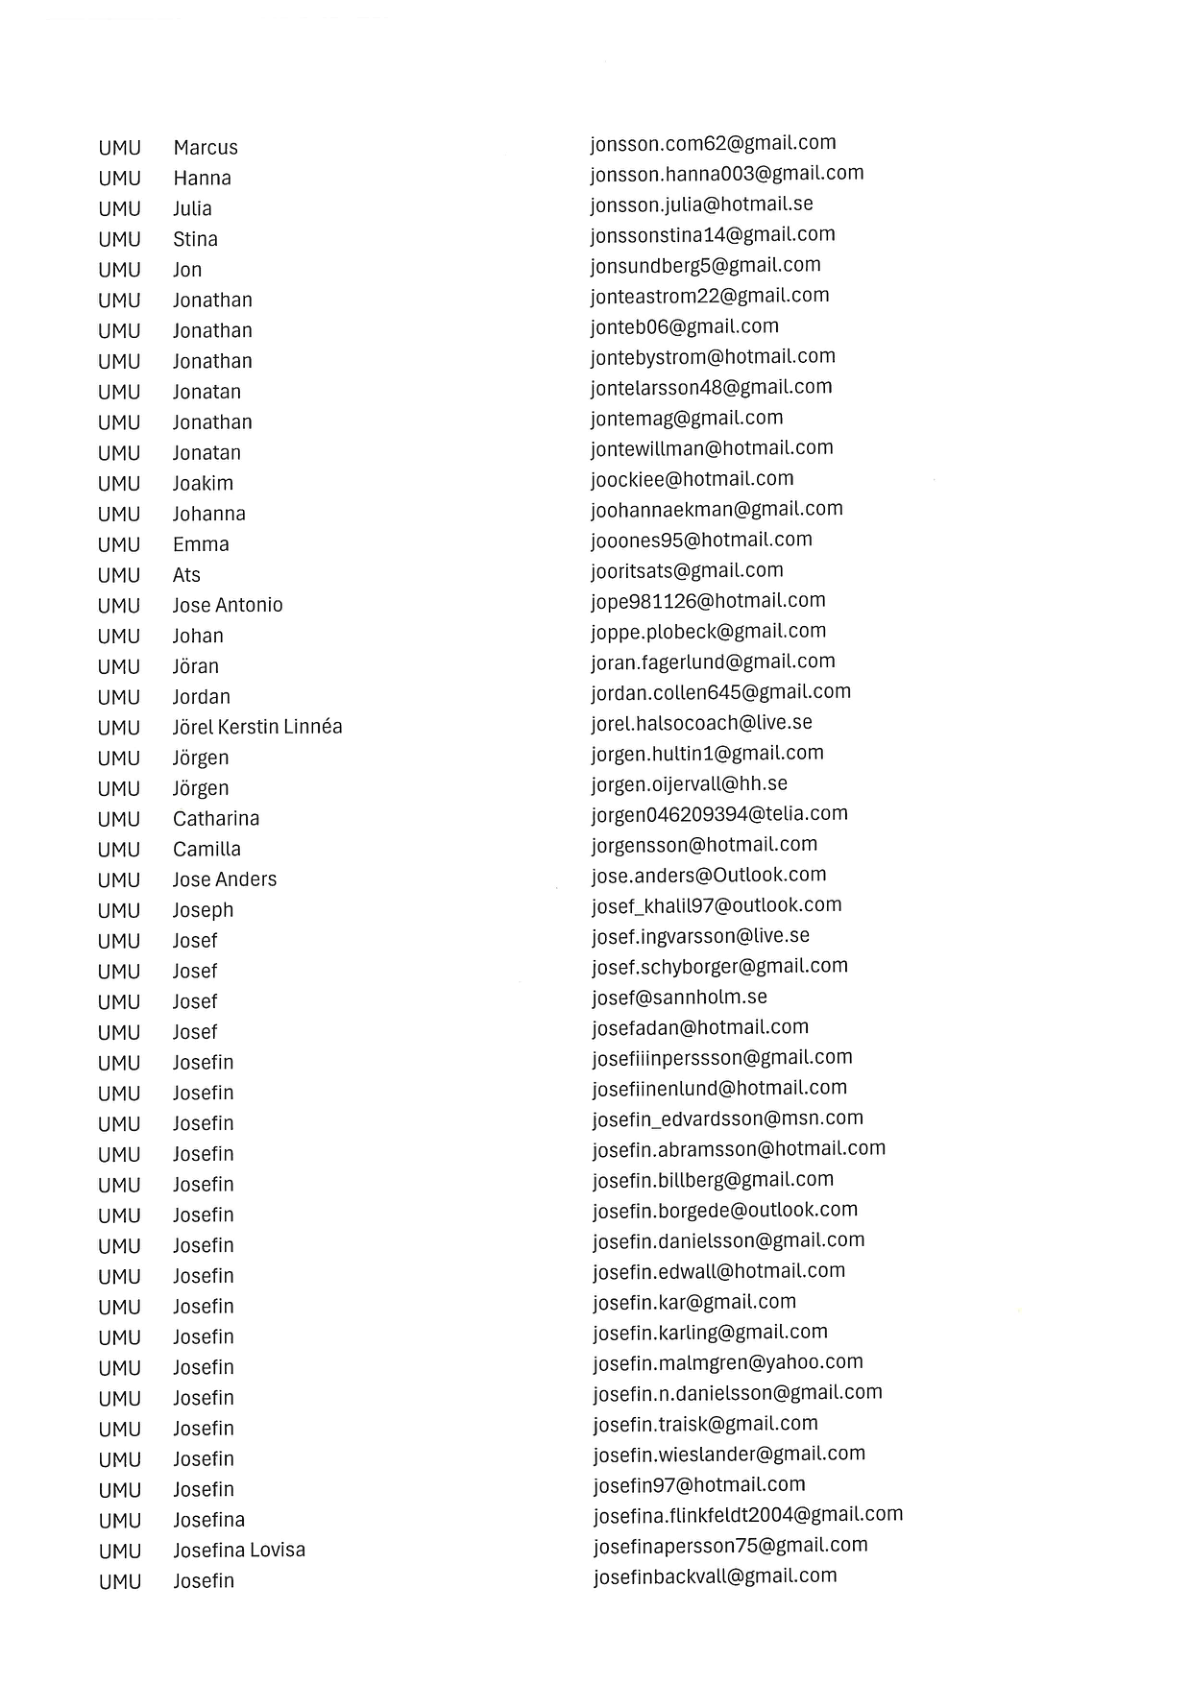 UMU Marcus jonsson.com62@gmail.com
UMU Hanna jonsson.hanna003@gmail.com
UMU Julia jonsson.julia@hotmail.se
UMU Stina jonssonstina14@gmail.com
UMU Jon jonsundberg5@gmail.com
UMU Jonathan jonteastrom22@gmail.com
UMU Jonathan jonteb06@gmail.com
UMU Jonathan jontebystrom@hotmail.com
UMU Jonatan jontelarsson48@gmail.com
UMU Jonathan jontemag@gmail.com
UMU Jonatan jontewillman@hotmail.com
UMU Joakim joockiee@hotmail.com
UMU Johanna joohannaekman@gmail.com
UMU Emma jooones95@hotmail.com
UMU Ats jooritsats@gmail.com
UMU Jose Antonio jope981126@hotmail.com
UMU Johan joppe.plobeck@gmail.com
UMU Jöran joran.fagerlund@gmail.com
UMU Jordan jordan.collen645@gmail.com
UMU Jörel Kerstin Linnéa jorel.halsocoach@live.se
UMU Jörgen jorgen.hultin1@gmail.com
UMU Jörgen jorgen.oijervall@hh.se
UMU Catharina jorgen046209394@telia.com
UMU Camilla jorgensson@hotmail.com
UMU Jose Anders jose.anders@Outlook.com
UMU Joseph josef_khalil97@outlook.com
UMU Josef josef.ingvarsson@live.se
UMU Josef josef.schyborger@gmail.com
UMU Josef josef@sannholm.se
UMU Josef josefadan@hotmail.com
UMU Josefin josefiiinperssson@gmail.com
UMU Josefin josefiinenlund@hotmail.com
UMU Josefin josefin_edvardsson@msn.com
UMU Josefin josefin.abramsson@hotmail.com
UMU Josefin josefin.billberg@gmail.com
UMU Josefin josefin.borgede@outlook.com
UMU Josefin josefin.danielsson@gmail.com
UMU Josefin josefin.edwall@hotmail.com
UMU Josefin josefin.kar@gmail.com
UMU Josefin josefin.karling@gmail.com
UMU Josefin josefin.malmgren@yahoo.com
UMU Josefin josefin.n.danielsson@gmail.com
UMU Josefin josefin.traisk@gmail.com
UMU Josefin josefin.wieslander@gmail.com
UMU Josefin josefin97@hotmail.com
UMU Josefina josefina.flinkfeldt2004@gmail.com
UMU Josefina Lovisa josefinapersson75@gmail.com
UMU Josefin josefinbackvall@gmail.com